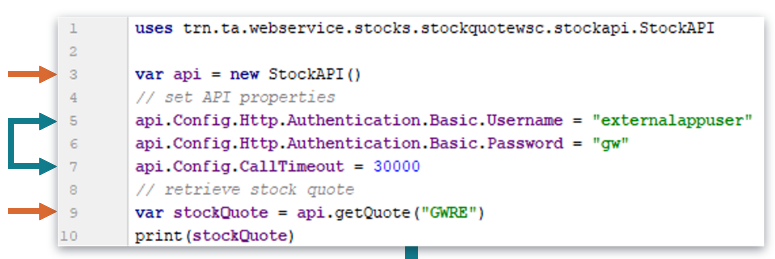 1 uses trn.ta.webservice.stocks.stockquotewsc.stockapi.StockAPI
2
3 var api = new StockAPI()
4 // set API properties
5 api.Config.Http.Authentication.Basic.Username = "externalappuser"
6 api.Config.Http.Authentication.Basic.Password = "gw"
7 api.Config.CallTimeout = 30000
8 // retrieve stock quote
9 var stockQuote = api.getQuote("GWRE")
10 print(stockQuote)